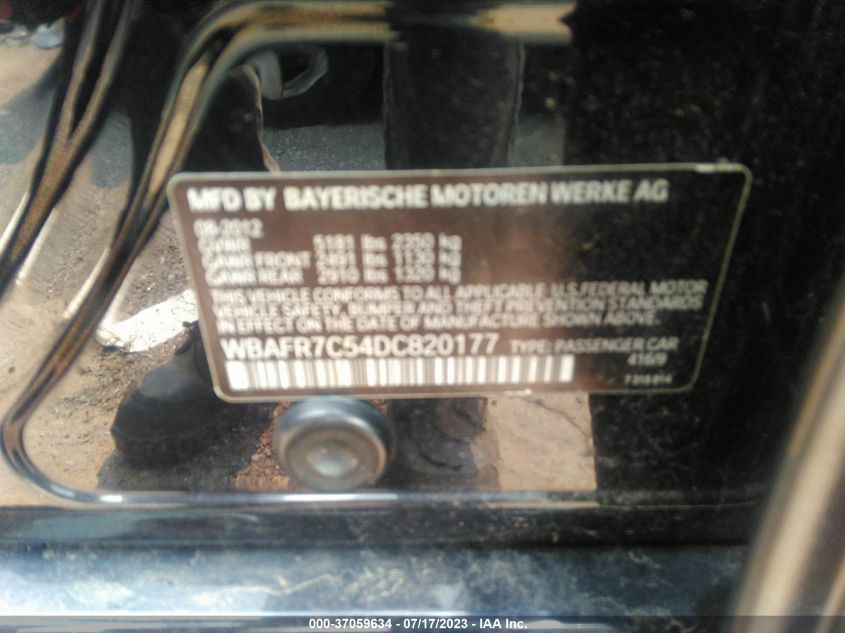 MFD BY BAYERISCHE MOTOREN WERKE AG
08-2012
GVWR 5181 lbs 2350 kg
GAWR FRONT 2491 lbs 1130 kg
GAWR REAR 2910 lbs 1320 kg
THIS VEHICLE CONFORMS TO ALL APPLICABLE U.S. FEDERAL MOTOR
VEHICLE SAFETY, BUMPER AND THEFT PREVENTION STANDARDS
IN EFFECT ON THE DATE OF MANUFACTURE SHOWN ABOVE.
WBAFR7C54DC820177 TYPE: PASSENGER CAR
416/9
000-37059634 - 07/17/2023 - IAA Inc.